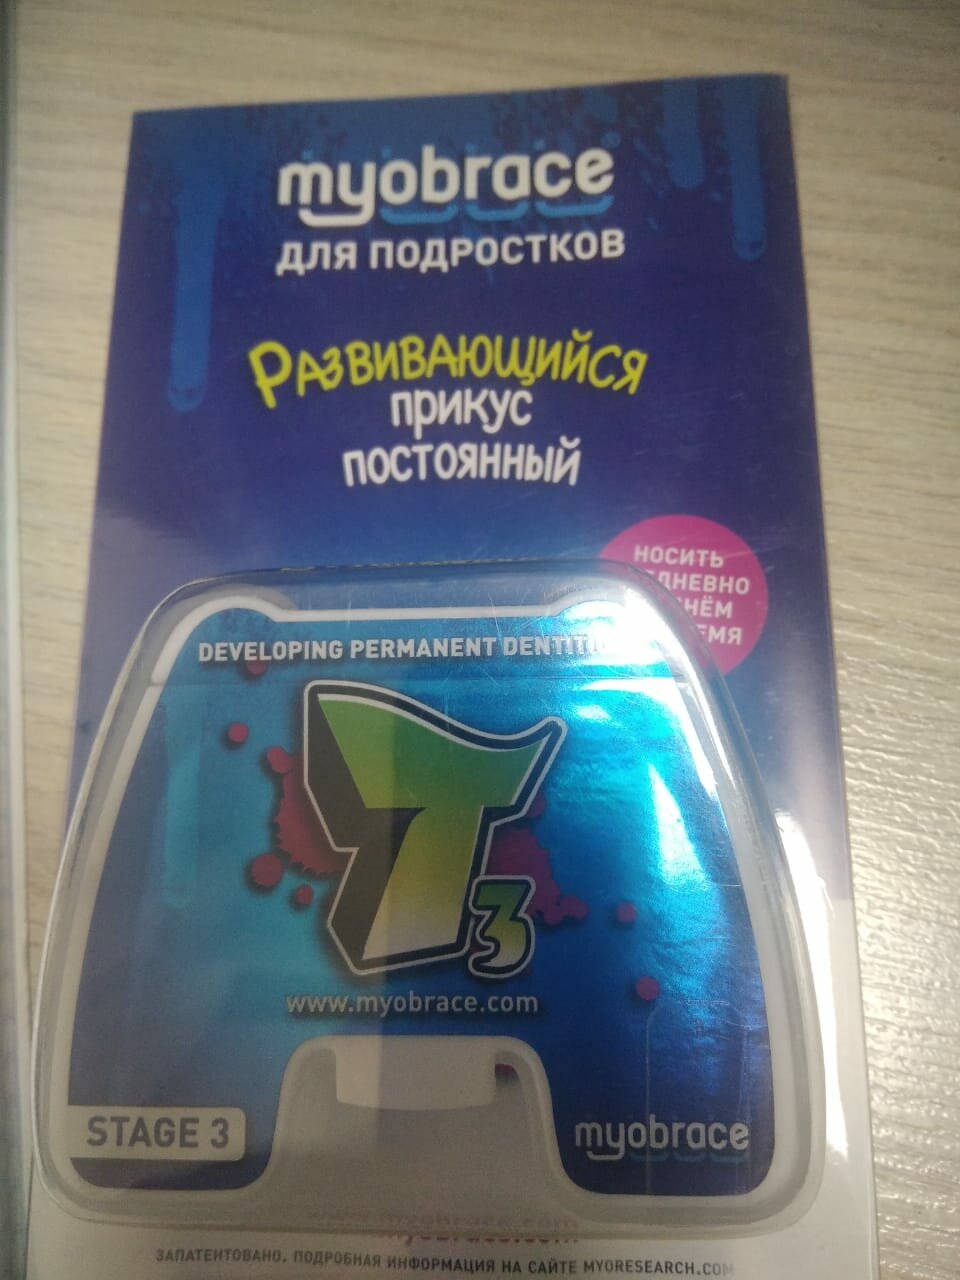 myobrace
ДЛЯ ПОДРОСТКОВ
РАЗВИВАЮЩИЙСЯ
ПРИКУС
ПОСТОЯННЫЙ
НОСИТЬ
DEVELOPING PERMANENT
T3
www.myobrace.com
STAGE 3
myobrace
ЗАПАТЕНТОВАНО. ПОДРОБНАЯ ИНФОРМАЦИЯ НА САЙТЕ MYORESEARCH.COM